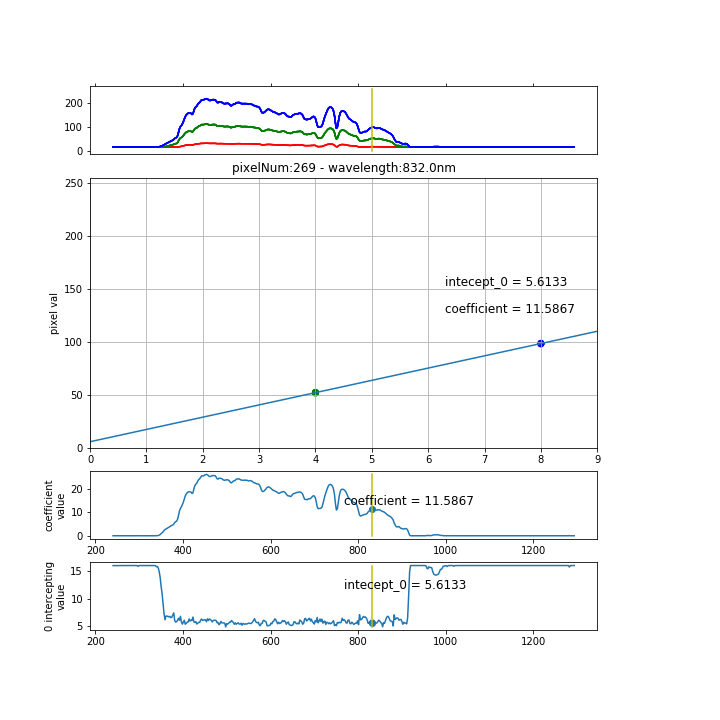 200
100
0
pixelNum:269 - wavelength:832.0nm
250
200
150
100
50
0
pixel val
intecept_0 = 5.6133
coefficient = 11.5867
0 1 2 3 4 5 6 7 8 9
20
10
0
coefficient
value
coefficient = 11.5867
200 400 600 800 1000 1200
15
10
5
0 intercepting
value
intecept_0 = 5.6133
200 400 600 800 1000 1200